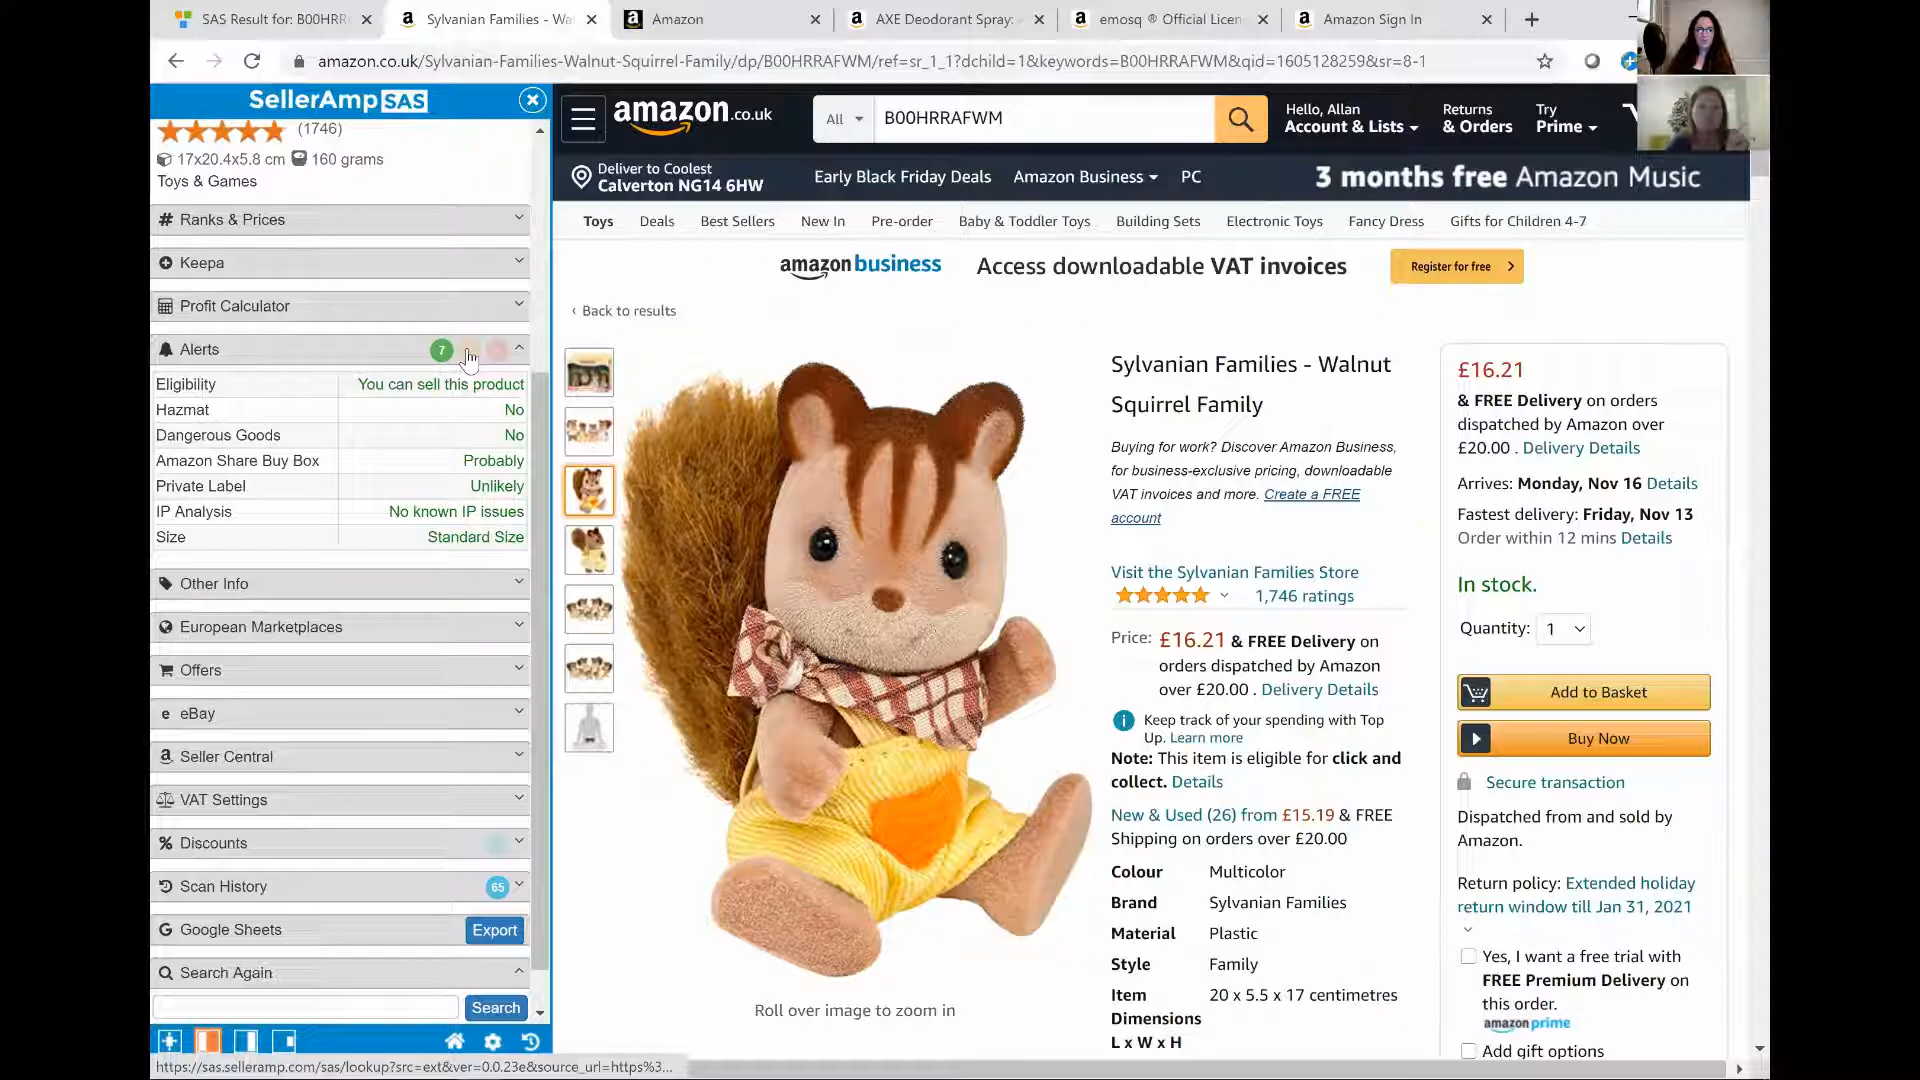 SAS Result for: B00HRR
Sylvanian Families - Wa
Amazon
AXE Deodorant Spray:
emosq ® Official Licen
Amazon Sign In
amazon.co.uk/Sylvanian-Families-Walnut-Squirrel-Family/dp/B00HRRAFWM/ref=sr_1_1?dchild=1&keywords=B00HRRAFWM&qid=1605128259&sr=8-1
SellerAmp SAS
(1746)
17x20.4x5.8 cm 160 grams
Toys & Games
# Ranks & Prices
Keepa
Profit Calculator
Alerts 7
Eligibility You can sell this product
Hazmat No
Dangerous Goods No
Amazon Share Buy Box Probably
Private Label Unlikely
IP Analysis No known IP issues
Size Standard Size
Other Info
European Marketplaces
Offers
e eBay
Seller Central
VAT Settings
% Discounts
Scan History 65
G Google Sheets Export
Search Again
Search
https://sas.selleramp.com/sas/lookup?src=ext&ver=0.0.23e&source_url=https%3...
amazon.co.uk
All
B00HRRAFWM
Hello, Allan
Account & Lists
Returns
& Orders
Try
Prime
Deliver to Coolest
Calverton NG14 6HW
Early Black Friday Deals
Amazon Business
PC
3 months free Amazon Music
Toys Deals Best Sellers New In Pre-order Baby & Toddler Toys Building Sets Electronic Toys Fancy Dress Gifts for Children 4-7
amazon business Access downloadable VAT invoices Register for free
‹ Back to results
Roll over image to zoom in
Sylvanian Families - Walnut
Squirrel Family
Buying for work? Discover Amazon Business,
for business-exclusive pricing, downloadable
VAT invoices and more. Create a FREE
account
Visit the Sylvanian Families Store
1,746 ratings
Price: £16.21 & FREE Delivery on
orders dispatched by Amazon
over £20.00 . Delivery Details
Keep track of your spending with Top
Up. Learn more
Note: This item is eligible for click and
collect. Details
New & Used (26) from £15.19 & FREE
Shipping on orders over £20.00
Colour Multicolor
Brand Sylvanian Families
Material Plastic
Style Family
Item 20 x 5.5 x 17 centimetres
Dimensions
L x W x H
£16.21
& FREE Delivery on orders
dispatched by Amazon over
£20.00 . Delivery Details
Arrives: Monday, Nov 16 Details
Fastest delivery: Friday, Nov 13
Order within 12 mins Details
In stock.
Quantity: 1
Add to Basket
Buy Now
Secure transaction
Dispatched from and sold by
Amazon.
Return policy: Extended holiday
return window till Jan 31, 2021
Yes, I want a free trial with
FREE Premium Delivery on
this order.
amazon prime
Add gift options